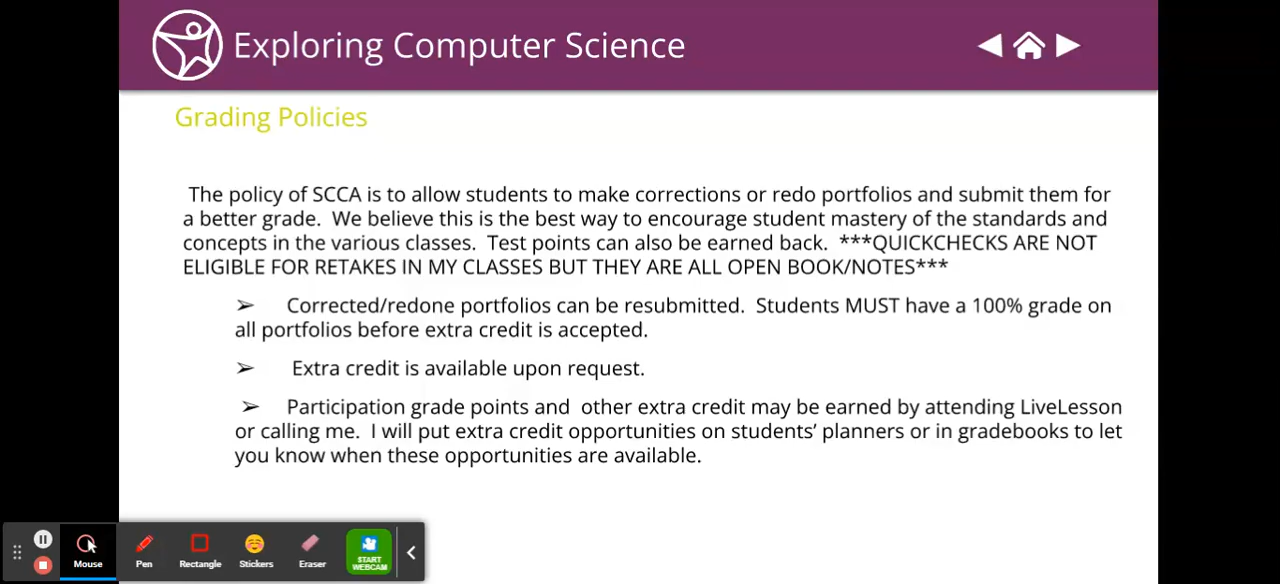 Exploring Computer Science
Grading Policies
The policy of SCCA is to allow students to make corrections or redo portfolios and submit them for
a better grade.  We believe this is the best way to encourage student mastery of the standards and
concepts in the various classes.  Test points can also be earned back.  ***QUICKCHECKS ARE NOT
ELIGIBLE FOR RETAKES IN MY CLASSES BUT THEY ARE ALL OPEN BOOK/NOTES***
➢ Corrected/redone portfolios can be resubmitted.  Students MUST have a 100% grade on
all portfolios before extra credit is accepted.
➢ Extra credit is available upon request.
➢ Participation grade points and  other extra credit may be earned by attending LiveLesson
or calling me.  I will put extra credit opportunities on students’ planners or in gradebooks to let
you know when these opportunities are available.
Mouse
Pen
Rectangle
Stickers
Eraser
START
WEBCAM